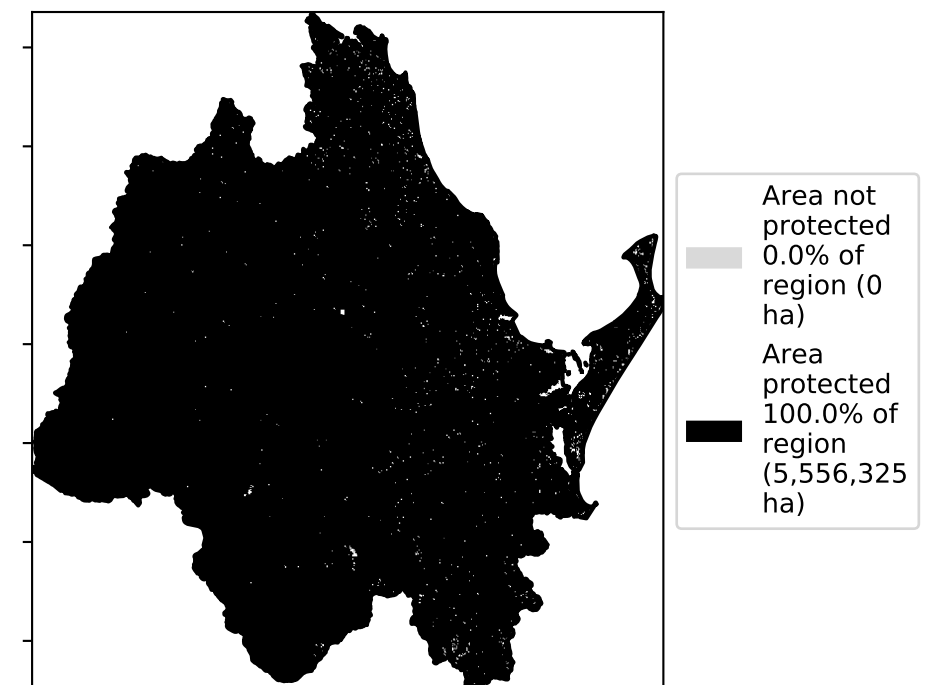 Area not
protected
0.0% of
region (0
ha)
Area
protected
100.0% of
region
(5,556,325
ha)